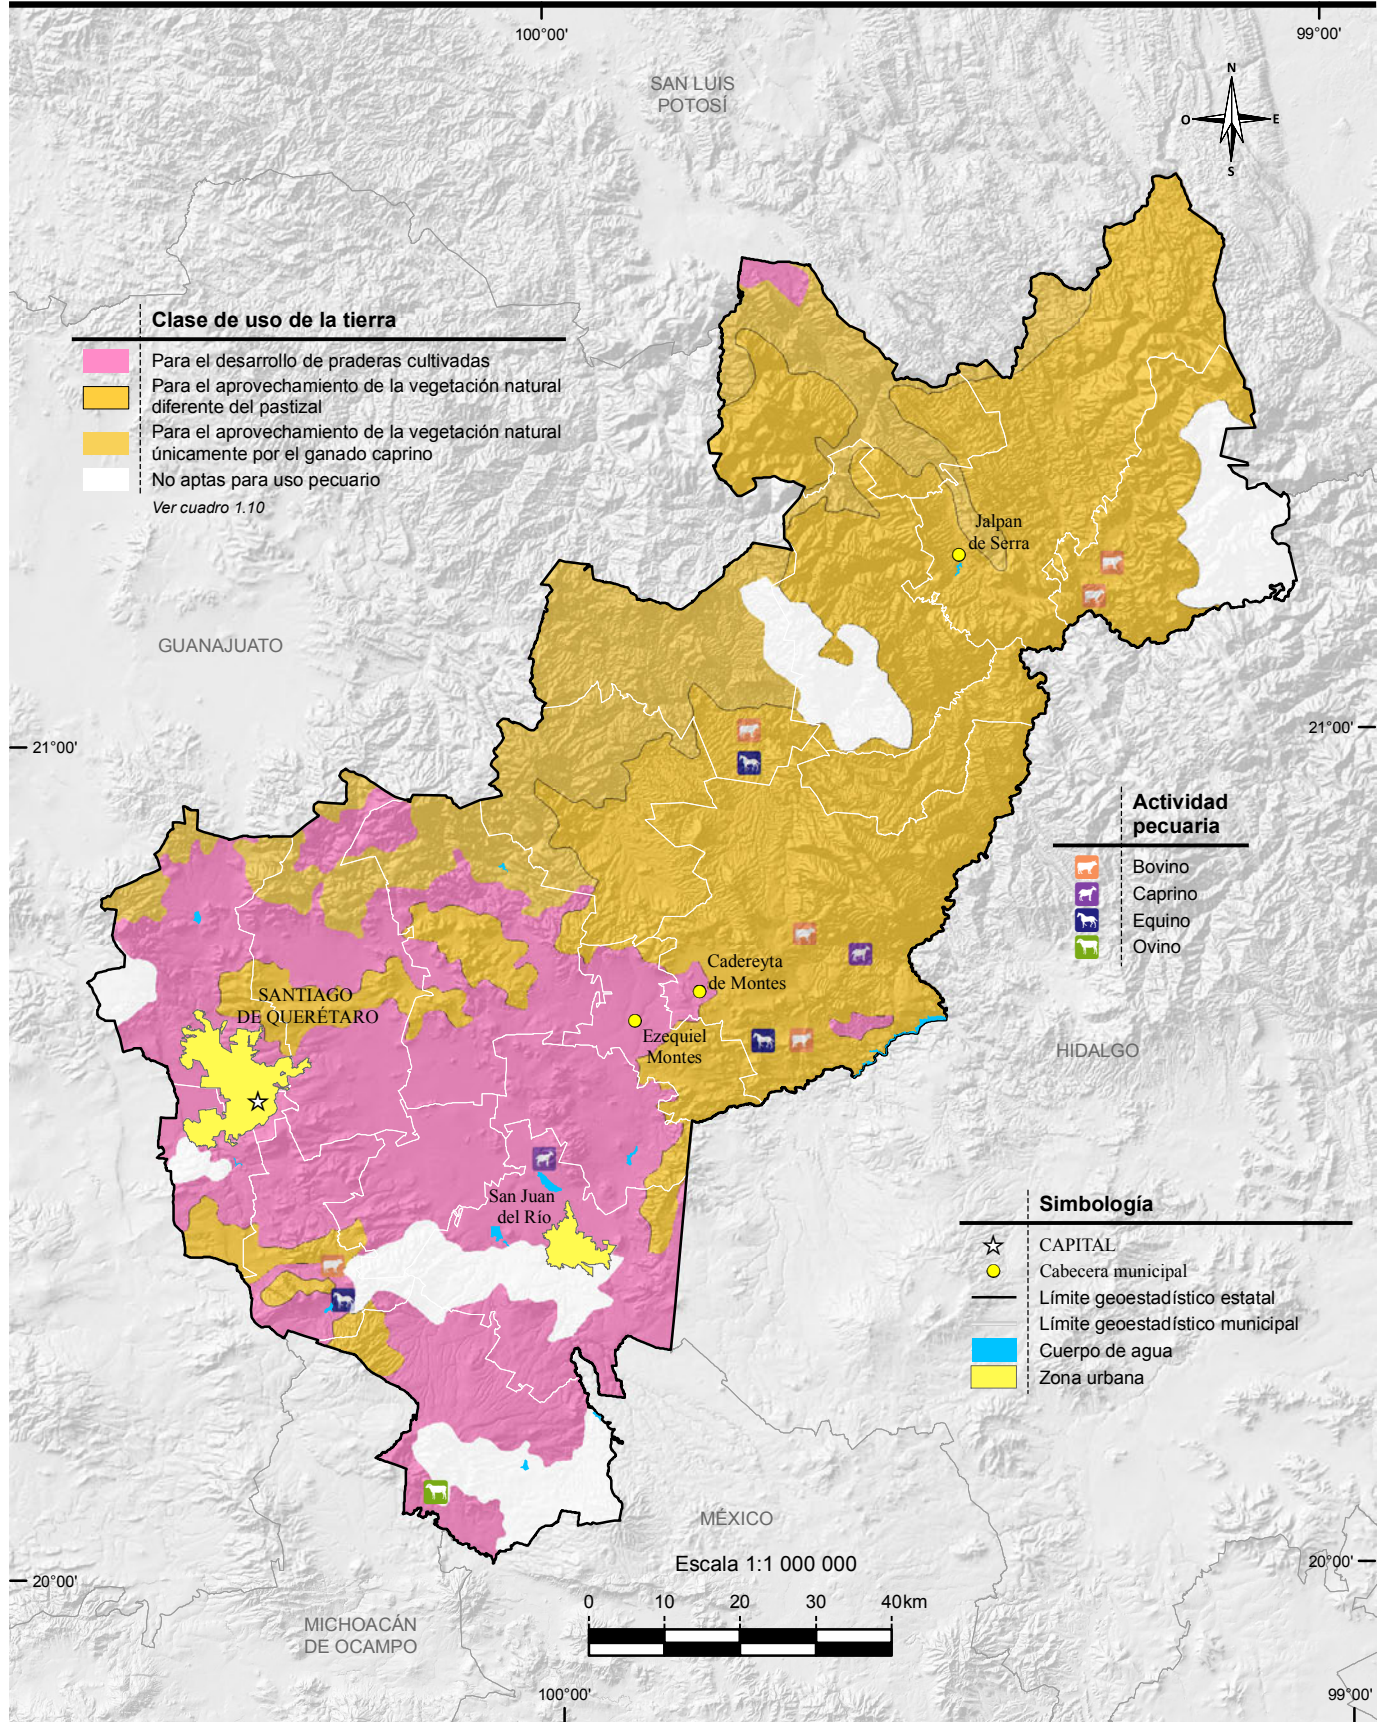 100°00'
99°00'
SAN LUIS
POTOSÍ
N
O
E
S
Clase de uso de la tierra
Para el desarrollo de praderas cultivadas
Para el aprovechamiento de la vegetación natural
diferente del pastizal
Para el aprovechamiento de la vegetación natural
únicamente por el ganado caprino
No aptas para uso pecuario
Ver cuadro 1.10
Jalpan
de Serra
GUANAJUATO
21°00'
21°00'
Actividad
pecuaria
Bovino
Caprino
Equino
Ovino
Cadereyta
de Montes
SANTIAGO
DE QUERÉTARO
Ezequiel
Montes
HIDALGO
San Juan
del Río
Simbología
CAPITAL
Cabecera municipal
Límite geoestadístico estatal
Límite geoestadístico municipal
Cuerpo de agua
Zona urbana
MÉXICO
Escala 1:1 000 000
20°00'
20°00'
0 10 20 30 40km
MICHOACÁN
DE OCAMPO
100°00'
99°00'